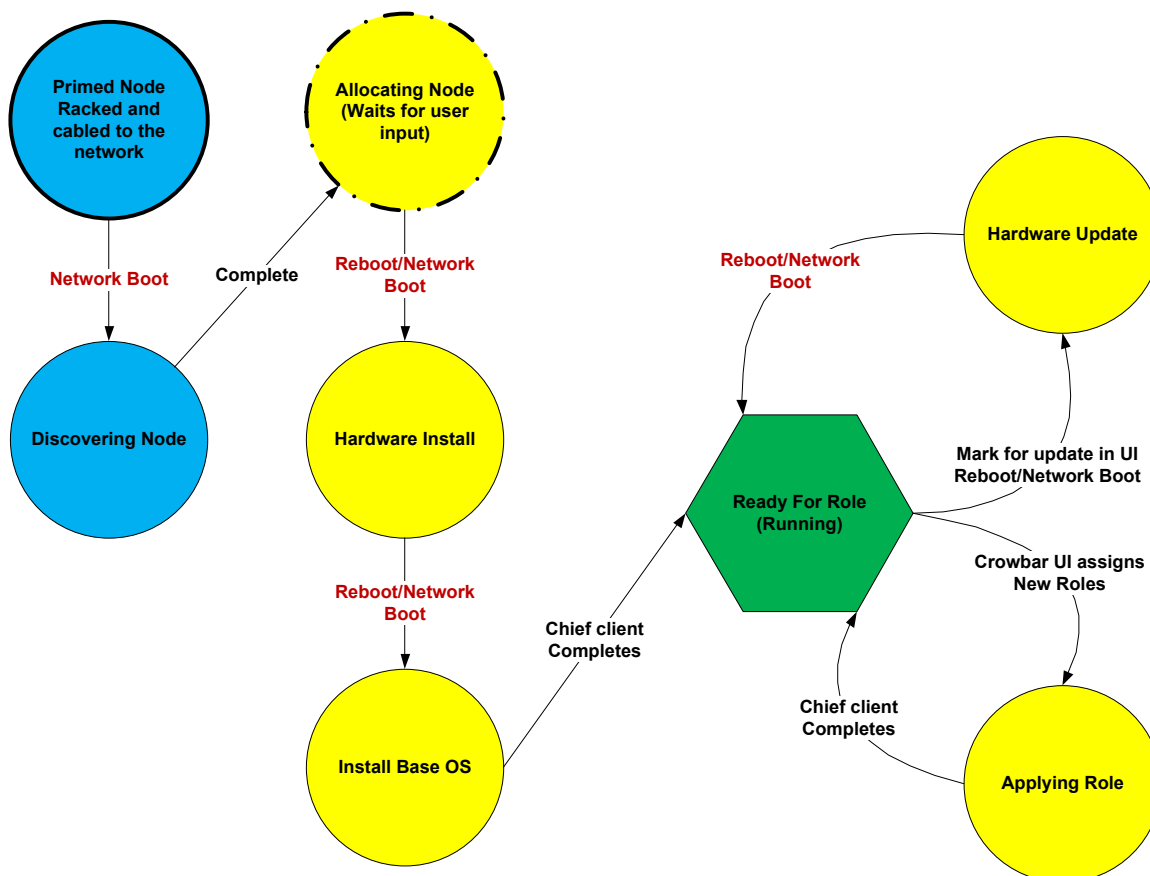 Primed Node
Racked and
cabled to the
network
Allocating Node
(Waits for user
input)
Network Boot
Complete
Reboot/Network
Boot
Discovering Node
Hardware Install
Reboot/Network
Boot
Install Base OS
Chief client
Completes
Ready For Role
(Running)
Reboot/Network
Boot
Hardware Update
Mark for update in UI
Reboot/Network Boot
Crowbar UI assigns
New Roles
Chief client
Completes
Applying Role